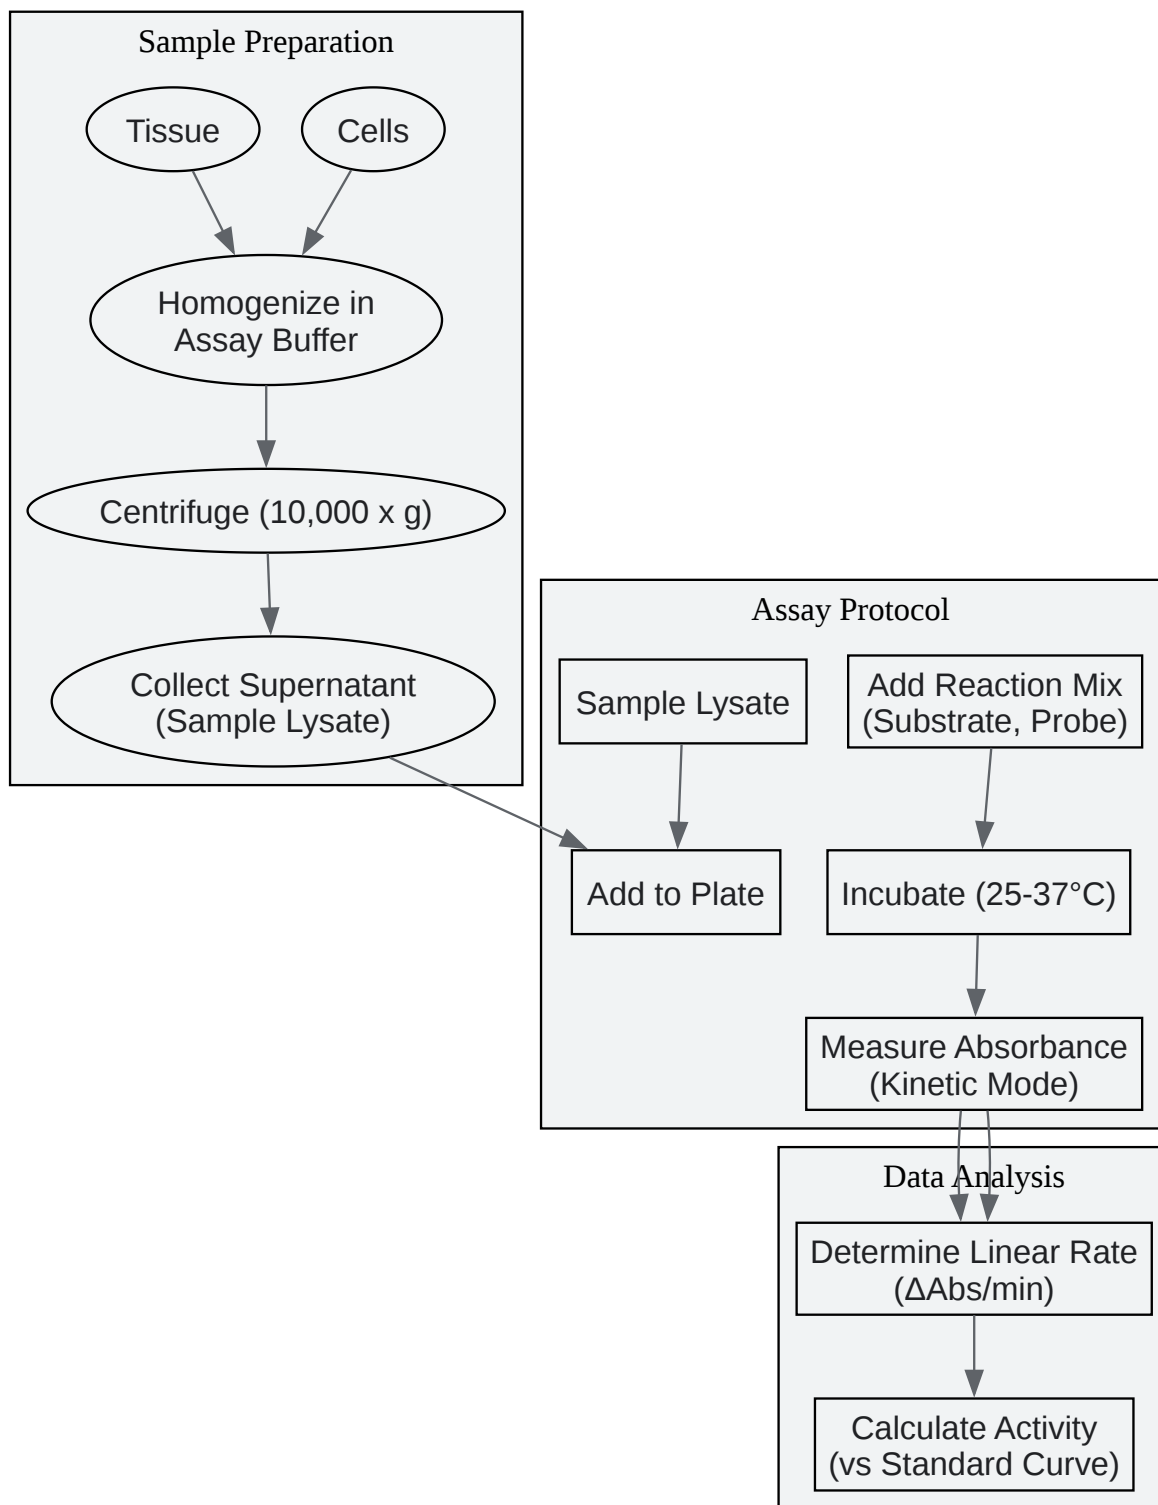 Sample Preparation
Tissue
Cells
Homogenize in
Assay Buffer
Centrifuge (10,000 x g)
Collect Supernatant
(Sample Lysate)
Assay Protocol
Sample Lysate
Add Reaction Mix
(Substrate, Probe)
Add to Plate
Incubate (25-37°C)
Measure Absorbance
(Kinetic Mode)
Data Analysis
Determine Linear Rate
(ΔAbs/min)
Calculate Activity
(vs Standard Curve)